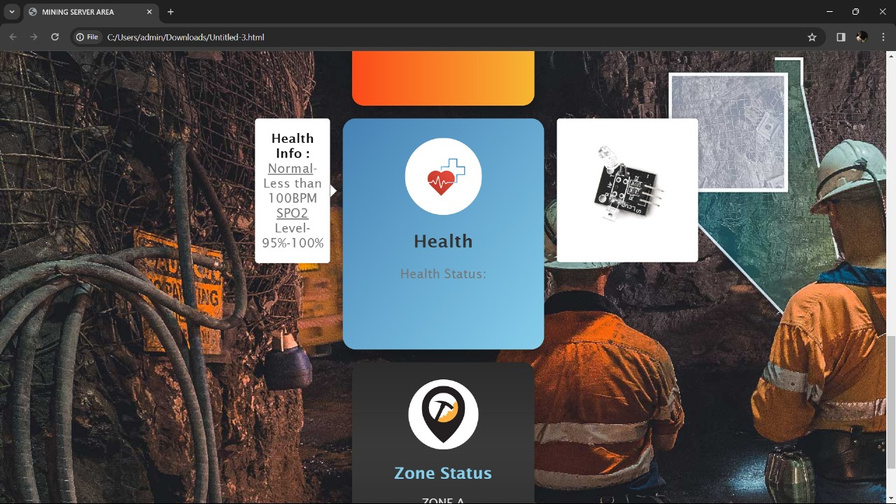 MINING SERVER AREA
File
C:/Users/admin/Downloads/Untitled-3.html
Health
Info :
Normal-
Less than
100BPM
SPO2
Level-
95%-100%
Health
Health Status:
CAUTION
Zone Status
ZONE A